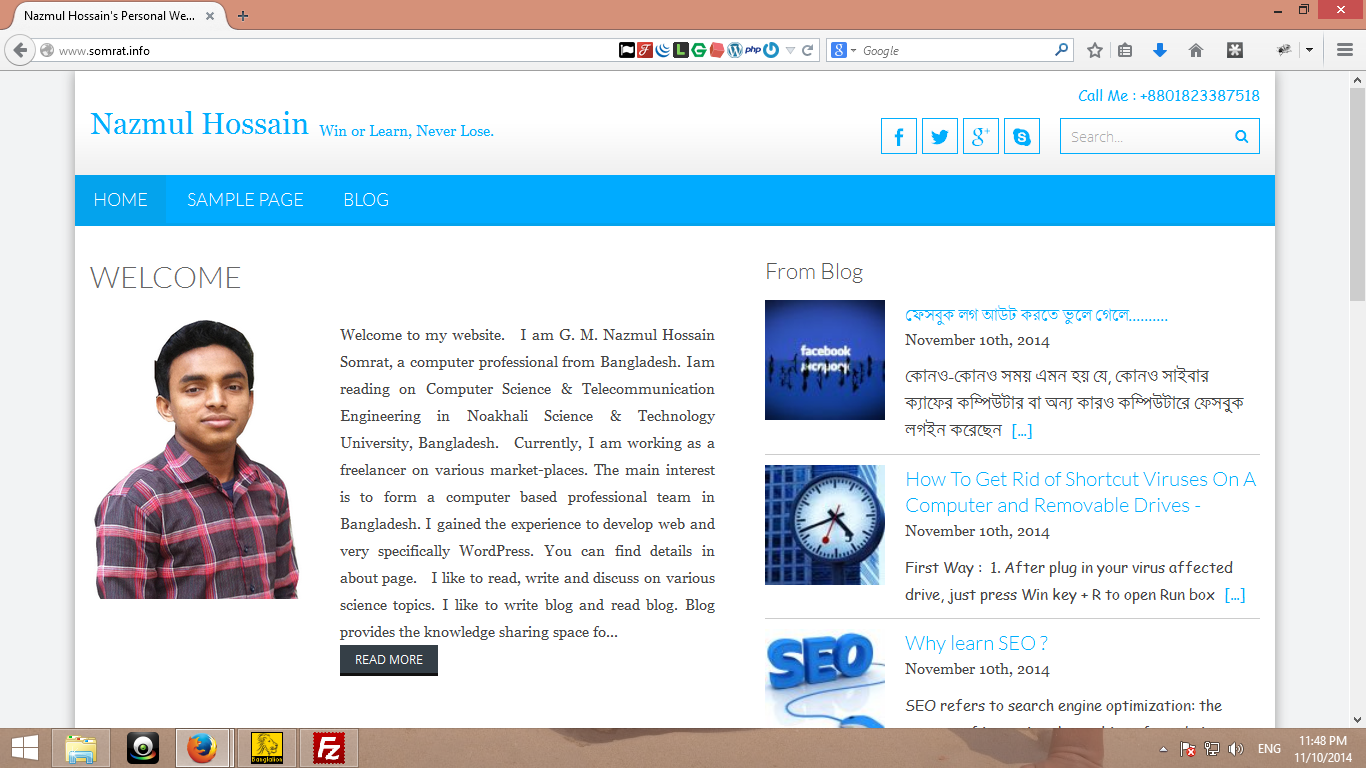 Nazmul Hossain's Personal We...
www.somrat.info
php
Google
Call Me : +8801823387518
Nazmul Hossain Win or Learn, Never Lose.
Search...
HOME SAMPLE PAGE BLOG
WELCOME
Welcome to my website. I am G. M. Nazmul Hossain
Somrat, a computer professional from Bangladesh. Iam
reading on Computer Science & Telecommunication
Engineering in Noakhali Science & Technology
University, Bangladesh. Currently, I am working as a
freelancer on various market-places. The main interest
is to form a computer based professional team in
Bangladesh. I gained the experience to develop web and
very specifically WordPress. You can find details in
about page. I like to read, write and discuss on various
science topics. I like to write blog and read blog. Blog
provides the knowledge sharing space fo...
READ MORE
From Blog
facebook
ফেসবুক লগ আউট করতে ভুলে গেলে..........
November 10th, 2014
কোনও-কোনও সময় এমন হয় যে, কোনও সাইবার
ক্যাফের কম্পিউটার বা অন্য কারও কম্পিউটারে ফেসবুক
লগইন করেছেন [...]
How To Get Rid of Shortcut Viruses On A
Computer and Removable Drives -
November 10th, 2014
First Way : 1. After plug in your virus affected
drive, just press Win key + R to open Run box [...]
SEO
Why learn SEO ?
November 10th, 2014
SEO refers to search engine optimization: the
Banglalion
ENG
11:48 PM
11/10/2014